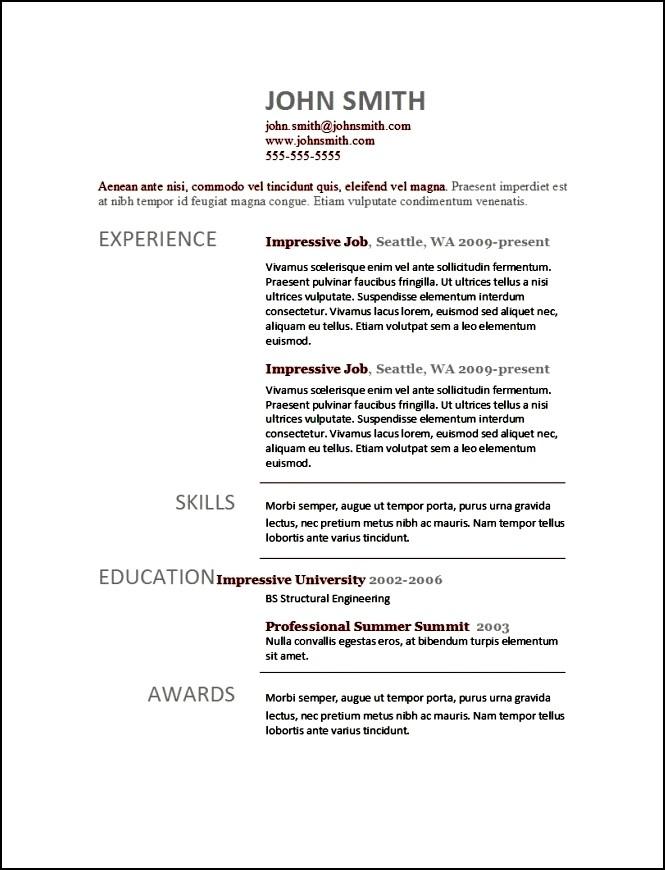 JOHN SMITH
john.smith@johnsmith.com
www.johnsmith.com
555-555-5555
Aenean ante nisi, commodo vel tincidunt quis, eleifend vel magna. Praesent imperdiet est
at nibh tempor id feugiat magna congue. Etiam vulputate condimentum venenatis.
EXPERIENCE
Impressive Job, Seattle, WA 2009-present
Vivamus scelerisque enim vel ante sollicitudin fermentum.
Praesent pulvinar faucibus fringilla. Ut ultrices tellus a nisi
ultrices vulputate. Suspendisse elementum interdum
consectetur. Vivamus lacus lorem, euismod sed aliquet nec,
aliquam eu tellus. Etiam volutpat sem a leo elementum
euismod.
Impressive Job, Seattle, WA 2009-present
Vivamus scelerisque enim vel ante sollicitudin fermentum.
Praesent pulvinar faucibus fringilla. Ut ultrices tellus a nisi
ultrices vulputate. Suspendisse elementum interdum
consectetur. Vivamus lacus lorem, euismod sed aliquet nec,
aliquam eu tellus. Etiam volutpat sem a leo elementum
euismod.
SKILLS
Morbi semper, augue ut tempor porta, purus urna gravida
lectus, nec pretium metus nibh ac mauris. Nam tempor tellus
lobortis ante varius tincidunt.
EDUCATION Impressive University 2002-2006
BS Structural Engineering
Professional Summer Summit 2003
Nulla convallis egestas eros, at bibendum turpis elementum
sit amet.
AWARDS
Morbi semper, augue ut tempor porta, purus urna gravida
lectus, nec pretium metus nibh ac mauris. Nam tempor tellus
lobortis ante varius tincidunt.